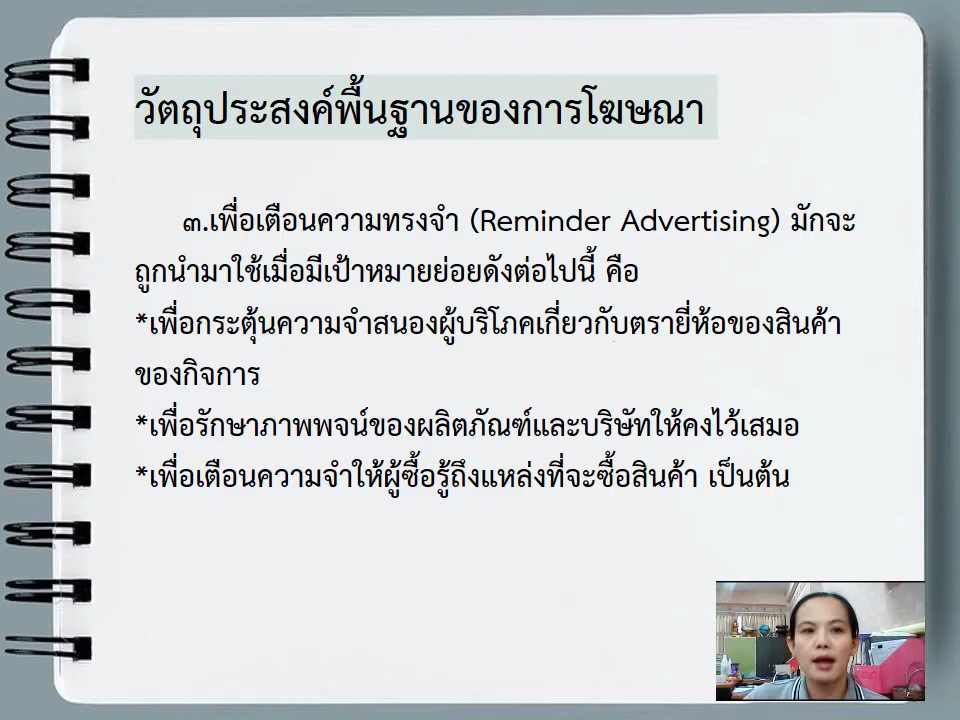 วัตถุประสงค์พื้นฐานของการโฆษณา
๓.เพื่อเตือนความทรงจำ (Reminder Advertising) มักจะ
ถูกนำมาใช้เมื่อมีเป้าหมายย่อยดังต่อไปนี้ คือ
*เพื่อกระตุ้นความจำสนองผู้บริโภคเกี่ยวกับตรายี่ห้อของสินค้า
ของกิจการ
*เพื่อรักษาภาพพจน์ของผลิตภัณฑ์และบริษัทให้คงไว้เสมอ
*เพื่อเตือนความจำให้ผู้ซื้อรู้ถึงแหล่งที่จะซื้อสินค้า เป็นต้น